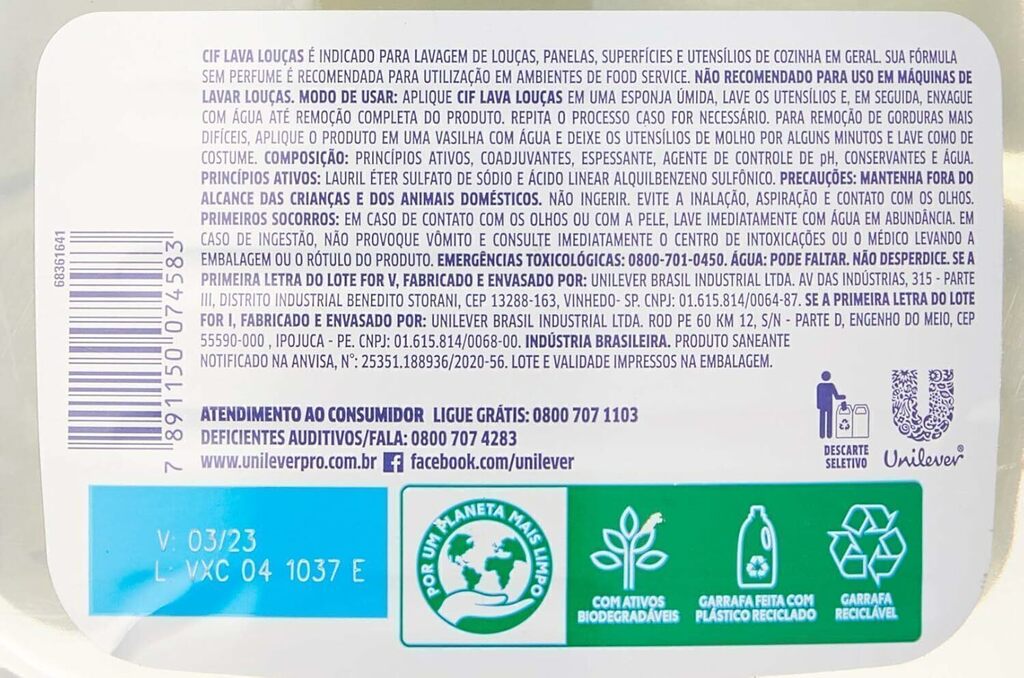 CIF LAVA LOUÇAS É INDICADO PARA LAVAGEM DE LOUÇAS, PANELAS, SUPERFÍCIES E UTENSÍLIOS DE COZINHA EM GERAL. SUA FÓRMULA
SEM PERFUME É RECOMENDADA PARA UTILIZAÇÃO EM AMBIENTES DE FOOD SERVICE. NÃO RECOMENDADO PARA USO EM MÁQUINAS DE
LAVAR LOUÇAS. MODO DE USAR: APLIQUE CIF LAVA LOUÇAS EM UMA ESPONJA ÚMIDA, LAVE OS UTENSÍLIOS E, EM SEGUIDA, ENXAGUE
COM ÁGUA ATÉ REMOÇÃO COMPLETA DO PRODUTO. REPITA O PROCESSO CASO FOR NECESSÁRIO. PARA REMOÇÃO DE GORDURAS MAIS
DIFÍCEIS, APLIQUE O PRODUTO EM UMA VASILHA COM ÁGUA E DEIXE OS UTENSÍLIOS DE MOLHO POR ALGUNS MINUTOS E LAVE COMO DE
COSTUME. COMPOSIÇÃO: PRINCÍPIOS ATIVOS, COADJUVANTES, ESPESSANTE, AGENTE DE CONTROLE DE pH, CONSERVANTES E ÁGUA.
PRINCÍPIOS ATIVOS: LAURIL ÉTER SULFATO DE SÓDIO E ÁCIDO LINEAR ALQUILBENZENO SULFÔNICO. PRECAUÇÕES: MANTENHA FORA DO
ALCANCE DAS CRIANÇAS E DOS ANIMAIS DOMÉSTICOS. NÃO INGERIR. EVITE A INALAÇÃO, ASPIRAÇÃO E CONTATO COM OS OLHOS.
PRIMEIROS SOCORROS: EM CASO DE CONTATO COM OS OLHOS OU COM A PELE, LAVE IMEDIATAMENTE COM ÁGUA EM ABUNDÂNCIA. EM
CASO DE INGESTÃO, NÃO PROVOQUE VÔMITO E CONSULTE IMEDIATAMENTE O CENTRO DE INTOXICAÇÕES OU O MÉDICO LEVANDO A
EMBALAGEM OU O RÓTULO DO PRODUTO. EMERGÊNCIAS TOXICOLÓGICAS: 0800-701-0450. ÁGUA: PODE FALTAR. NÃO DESPERDICE. SE A
PRIMEIRA LETRA DO LOTE FOR V, FABRICADO E ENVASADO POR: UNILEVER BRASIL INDUSTRIAL LTDA. AV DAS INDÚSTRIAS, 315 - PARTE
III, DISTRITO INDUSTRIAL BENEDITO STORANI, CEP 13288-163, VINHEDO- SP. CNPJ: 01.615.814/0064-87. SE A PRIMEIRA LETRA DO LOTE
FOR I, FABRICADO E ENVASADO POR: UNILEVER BRASIL INDUSTRIAL LTDA. ROD PE 60 KM 12, S/N - PARTE D, ENGENHO DO MEIO, CEP
55590-000 , IPOJUCA - PE. CNPJ: 01.615.814/0068-00. INDÚSTRIA BRASILEIRA. PRODUTO SANEANTE
NOTIFICADO NA ANVISA, N°: 25351.188936/2020-56. LOTE E VALIDADE IMPRESSOS NA EMBALAGEM.
68361641
7 891150 074583
ATENDIMENTO AO CONSUMIDOR LIGUE GRÁTIS: 0800 707 1103
DEFICIENTES AUDITIVOS/FALA: 0800 707 4283
www.unileverpro.com.br f facebook.com/unilever
DESCARTE
SELETIVO
Unilever®
V: 03/23
L: VXC 04 1037 E
POR UM PLANETA MAIS LIMPO
COM ATIVOS
BIODEGRADÁVEIS
GARRAFA FEITA COM
PLÁSTICO RECICLADO
GARRAFA
RECICLÁVEL